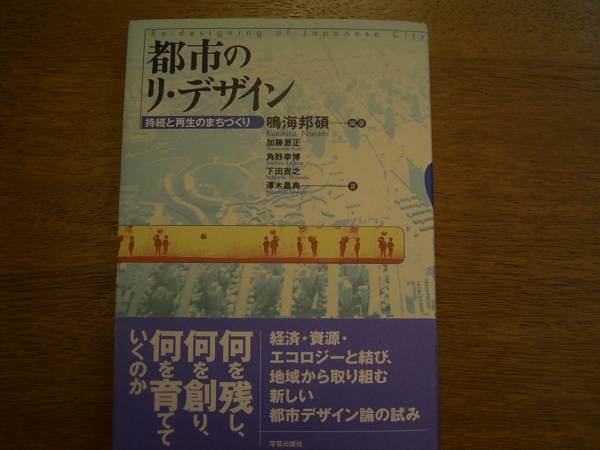 Re-designing of Japanese City
都市の
リ・デザイン
持続と再生のまちづくり
鳴海邦碩 編著
Kunihiro Narumi
加藤恵正
角野幸博
下田吉之
澤木昌典 著
何を残し、
何を創り、
何を育てて
いくのか
経済・資源・
エコロジーと結び、
地域から取り組む
新しい
都市デザイン論の試み
学芸出版社